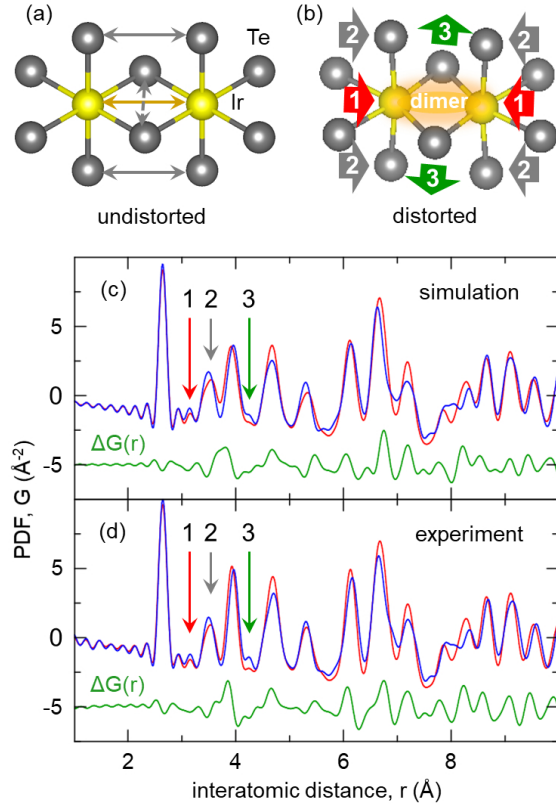 (a)
Te
Ir
undistorted
(b)
2 3 2
1 dimer 1
2 3 2
distorted
PDF, G (Å-2)
(c)
simulation
1 2 3
5
0
-5
ΔG(r)
(d)
experiment
1 2 3
5
0
-5
ΔG(r)
2 4 6 8
interatomic distance, r (Å)